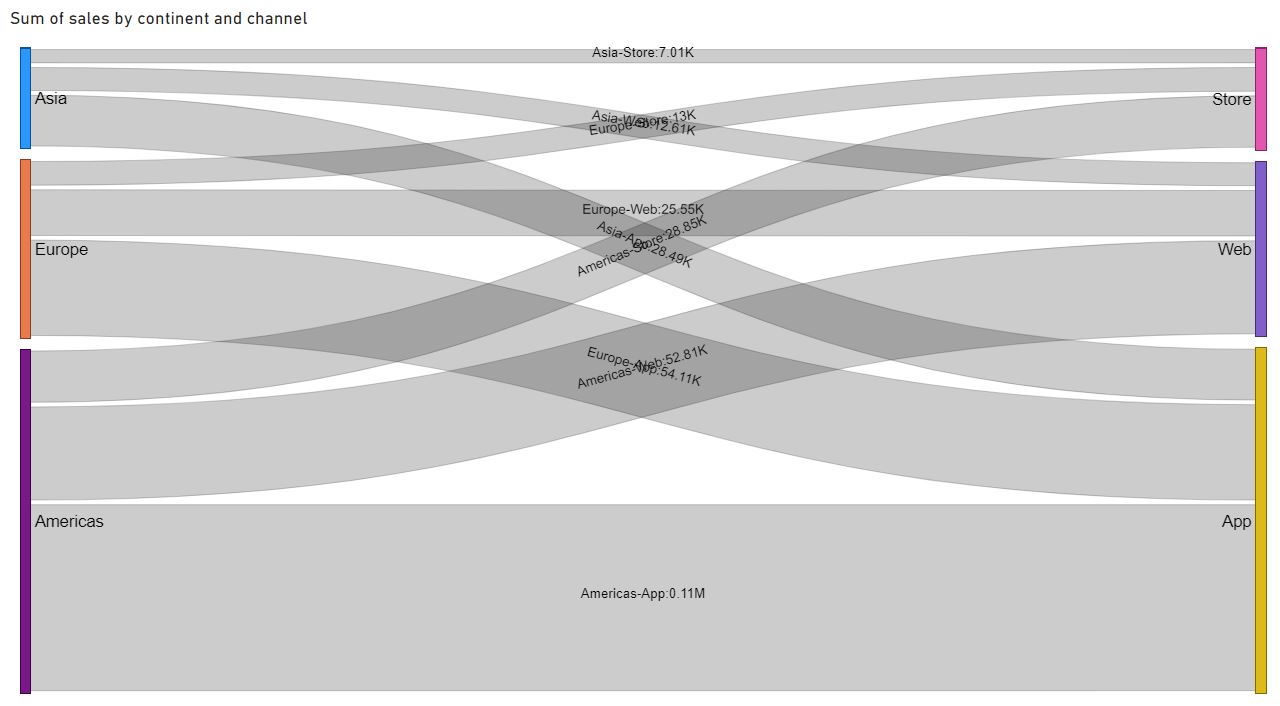 Sum of sales by continent and channel
Asia-Store:7.01K
Asia
Store
Asia-Web:12.61K
Europe-Store:13K
Europe-Web:25.55K
Asia-App:28.49K
Americas-Store:28.85K
Europe
Web
Europe-App:54.11K
Americas-Web:52.81K
Americas
App
Americas-App:0.11M